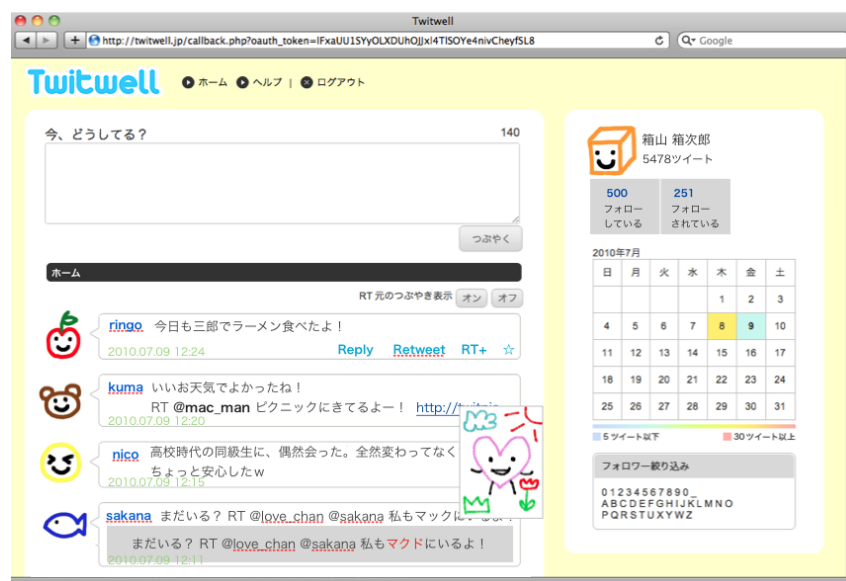 Twitwell
http://twitwell.jp/callback.php?oauth_token=lFxaUU1SYyOLXDUhOJJxl4TlSOYe4nivCheyfSL8
Google
Twitwell
ホーム ヘルプ | ログアウト
今、どうしてる？ 140
つぶやく
ホーム
RT元のつぶやき表示 オン オフ
ringo 今日も三郎でラーメン食べたよ！
2010.07.09 12:24 Reply Retweet RT+ ☆
kuma いいお天気でよかったね！
RT @mac_man ピクニックにきてるよー！ http://twitpic
2010.07.09 12:20
nico 高校時代の同級生に、偶然会った。全然変わってなく
ちょっと安心したw
2010.07.09 12:15
sakana まだいる？ RT @love_chan @sakana 私もマックにいるよ！
まだいる？ RT @love_chan @sakana 私もマクドにいるよ！
2010.07.09 12:11
箱山 箱次郎
5478ツイート
500 251
フォロー フォロー
している されている
2010年7月
日 月 火 水 木 金 土
1 2 3
4 5 6 7 8 9 10
11 12 13 14 15 16 17
18 19 20 21 22 23 24
25 26 27 28 29 30 31
5ツイート以下 30ツイート以上
フォロワー絞り込み
01234567890_
ABCDEFGHIJKLMNO
PQRSTUXYWZ